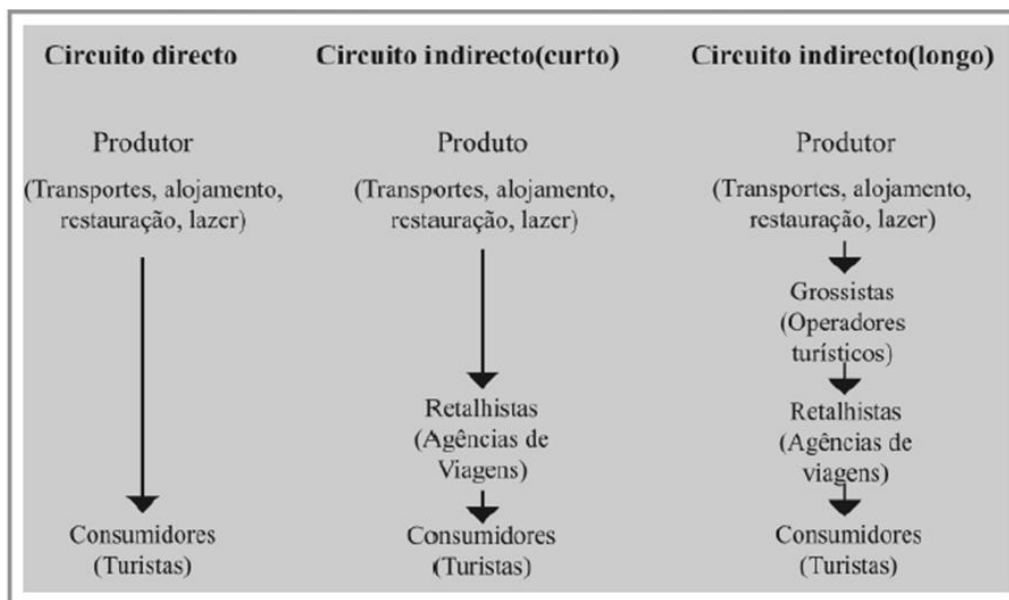 Circuito directo
Produtor
(Transportes, alojamento,
restauração, lazer)
Consumidores
(Turistas)
Circuito indirecto(curto)
Produto
(Transportes, alojamento,
restauração, lazer)
Retalhistas
(Agências de
Viagens)
Consumidores
(Turistas)
Circuito indirecto(longo)
Produtor
(Transportes, alojamento,
restauração, lazer)
Grossistas
(Operadores
turísticos)
Retalhistas
(Agências de
viagens)
Consumidores
(Turistas)